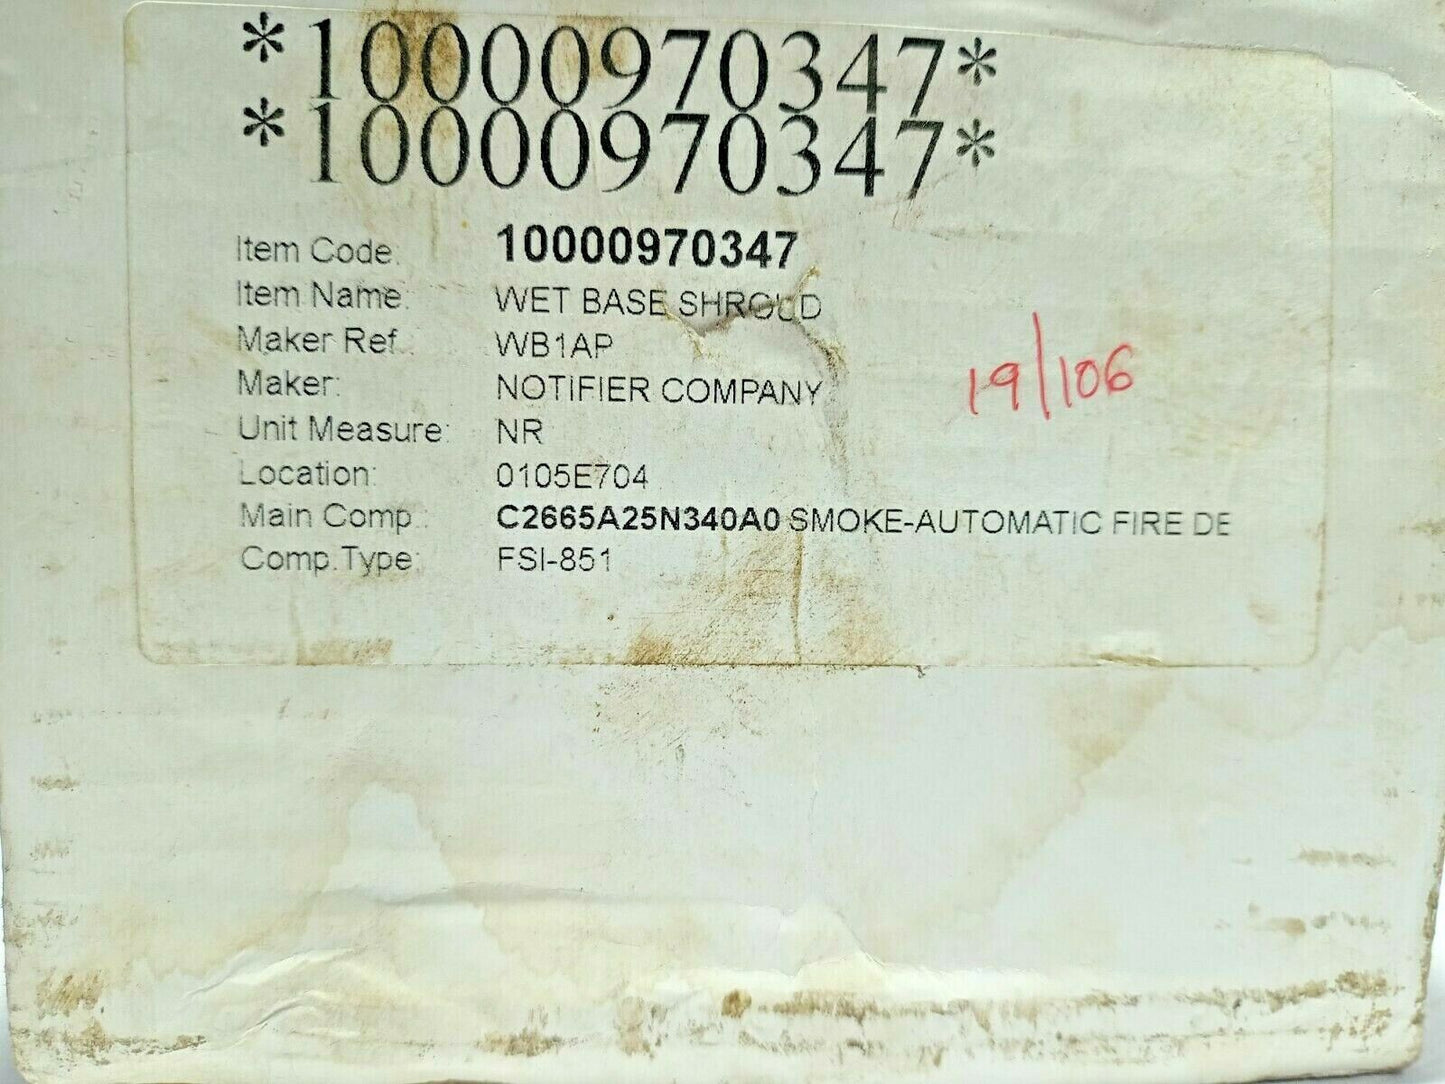 *10000970347*
*10000970347*
Item Code: 10000970347
Item Name: WET BASE SHROUD
Maker Ref.: WB1AP
Maker: NOTIFIER COMPANY
19/106
Unit Measure: NR
Location: 0105E704
Main Comp.: C2665A25N340A0 SMOKE-AUTOMATIC FIRE DE
Comp.Type: FSI-851